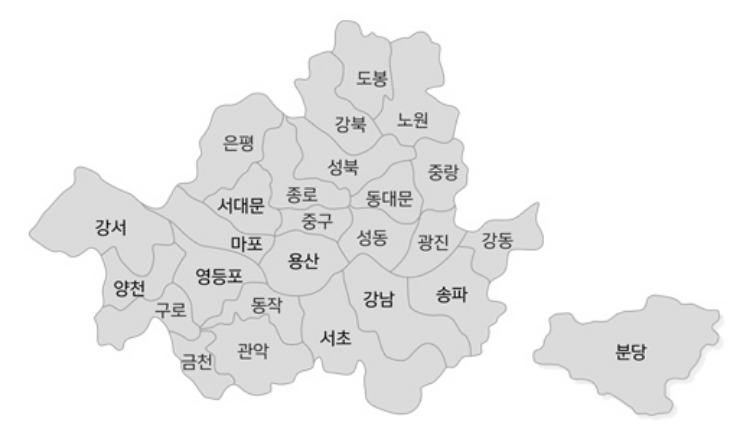 도봉
강북
노원
은평
성북
중랑
종로
동대문
서대문
중구
강서
마포
성동
광진
강동
용산
영등포
양천
강남
송파
구로
동작
서초
관악
금천
분당